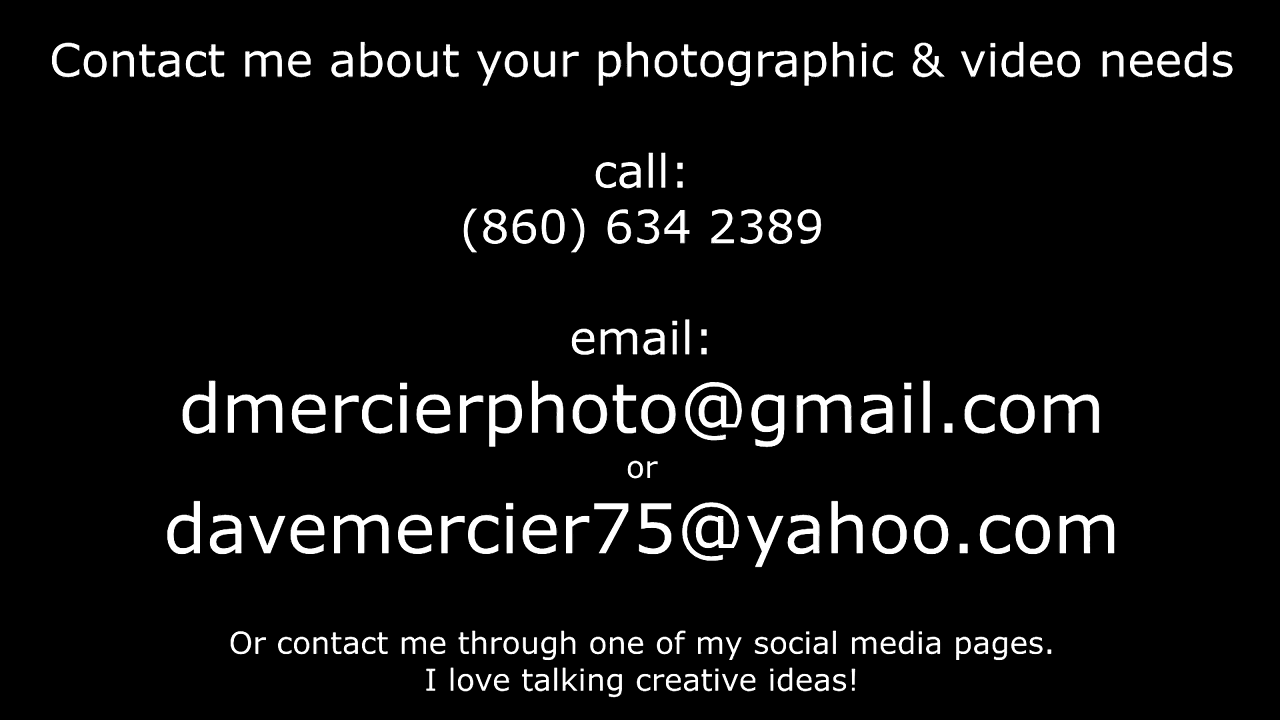 Contact me about your photographic & video needs
call:
(860) 634 2389
email:
dmercierphoto@gmail.com
or
davemercier75@yahoo.com
Or contact me through one of my social media pages.
I love talking creative ideas!